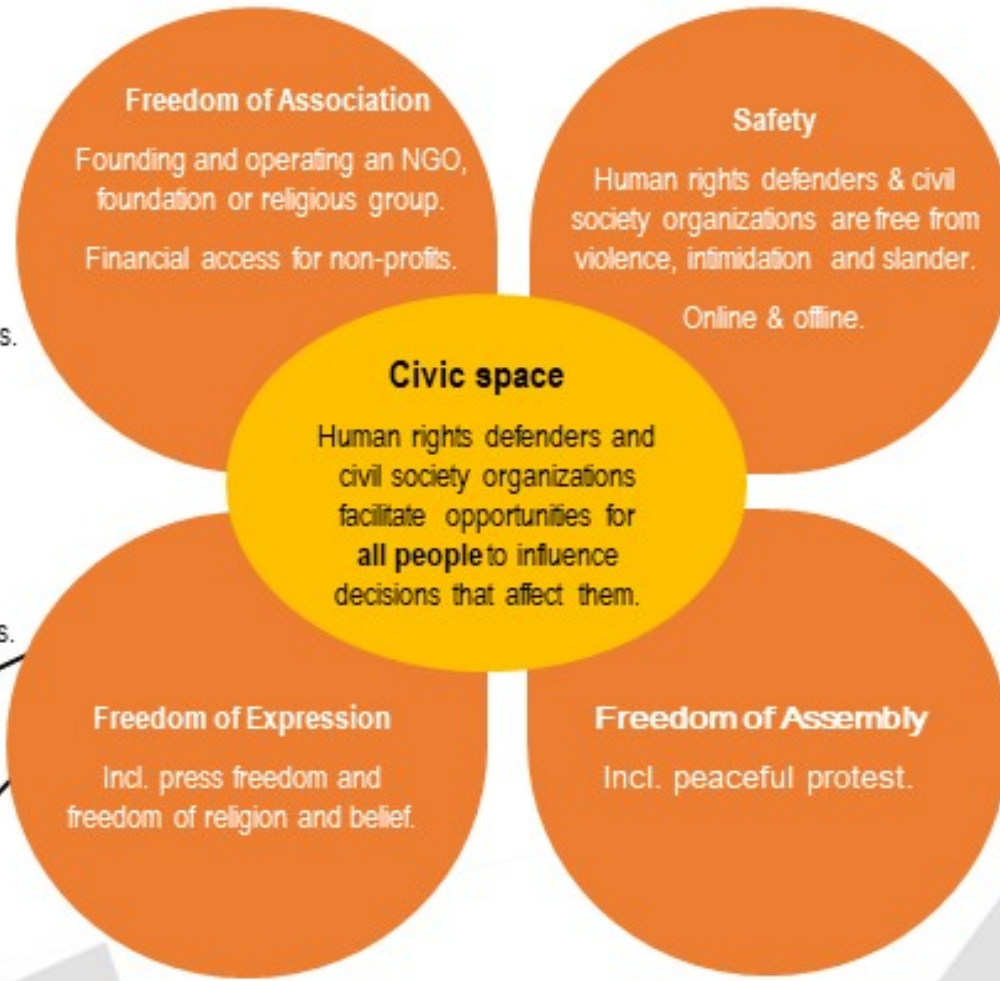 Freedom of Association
Founding and operating an NGO,
foundation or religious group.
Financial access for non-profits.
Safety
Human rights defenders & civil
society organizations are free from
violence, intimidation and slander.
Online & offline.
s.
Civic space
Human rights defenders and
civil society organizations
facilitate opportunities for
all people to influence
decisions that affect them.
s.
Freedom of Expression
Incl. press freedom and
freedom of religion and belief.
Freedom of Assembly
Incl. peaceful protest.